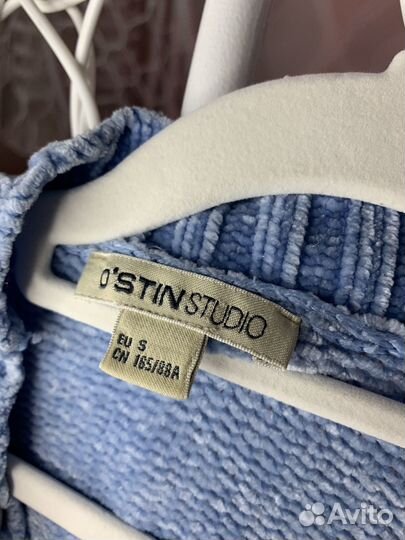 O'STIN STUDIO
EU S
CN 165/88A
Avito